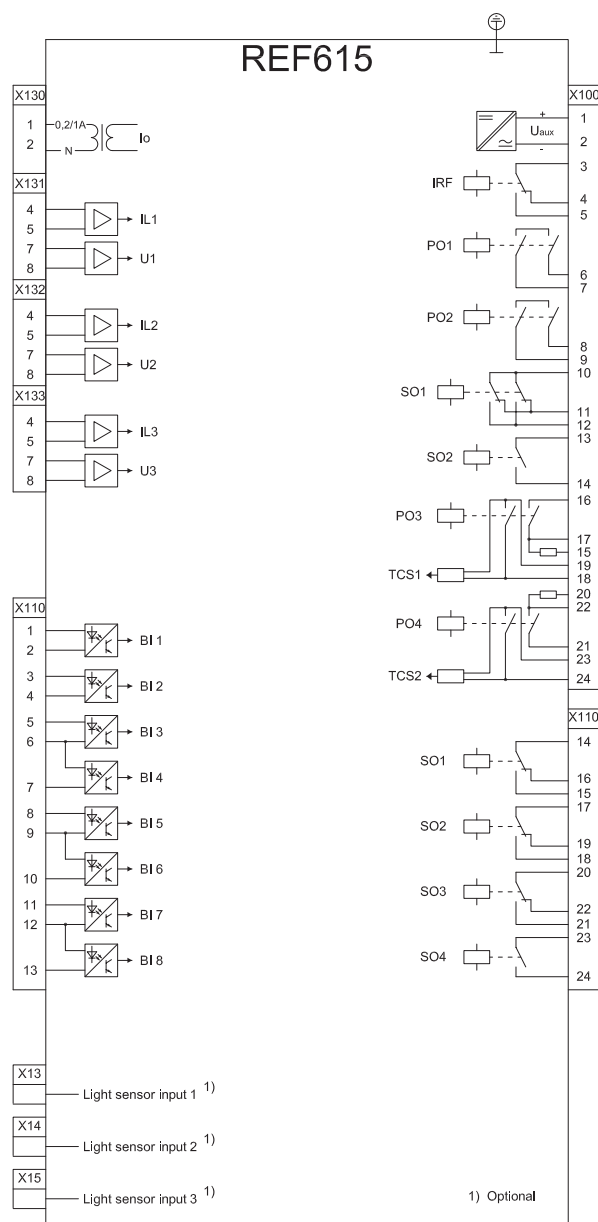 REF615
X130
1
0,2/1A
2
N
Io
X131
4
5
IL1
7
8
U1
X132
4
5
IL2
7
8
U2
X133
4
5
IL3
7
8
U3
X110
1
2
BI 1
3
4
BI 2
5
6
BI 3
7
BI 4
8
9
BI 5
10
BI 6
11
12
BI 7
13
BI 8
X13
Light sensor input 1 1)
X14
Light sensor input 2 1)
X15
Light sensor input 3 1)
X100
+
1
Uaux
-
2
3
IRF
4
5
PO1
6
7
PO2
8
9
10
SO1
11
12
13
SO2
14
16
PO3
17
15
19
TCS1
18
20
22
PO4
21
23
TCS2
24
X110
14
SO1
16
15
17
SO2
19
18
20
SO3
22
21
23
SO4
24
1) Optional